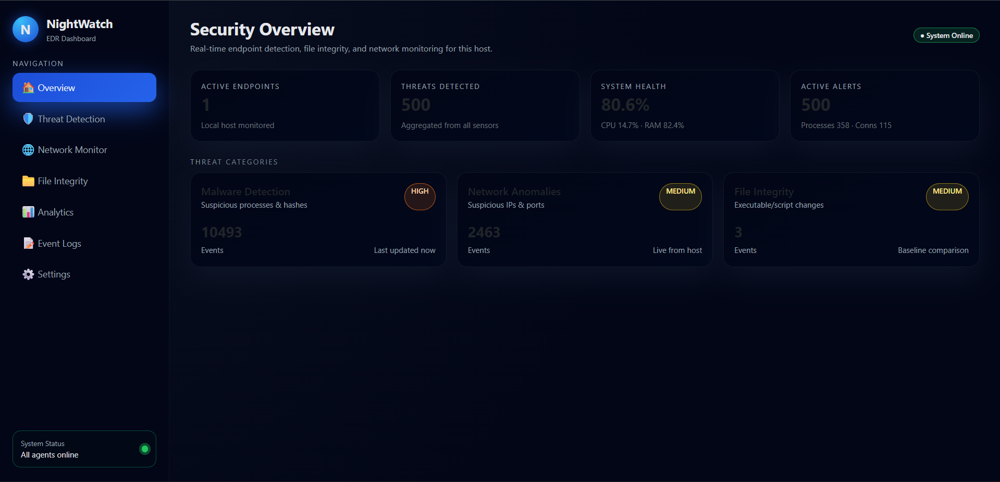 N
NightWatch
EDR Dashboard
NAVIGATION
Overview
Threat Detection
Network Monitor
File Integrity
Analytics
Event Logs
Settings
System Status
All agents online
Security Overview
Real-time endpoint detection, file integrity, and network monitoring for this host.
● System Online
ACTIVE ENDPOINTS
1
Local host monitored
THREATS DETECTED
500
Aggregated from all sensors
SYSTEM HEALTH
80.6%
CPU 14.7% · RAM 82.4%
ACTIVE ALERTS
500
Processes 358 · Conns 115
THREAT CATEGORIES
Malware Detection
HIGH
Suspicious processes & hashes
10493
Events
Last updated now
Network Anomalies
MEDIUM
Suspicious IPs & ports
2463
Events
Live from host
File Integrity
MEDIUM
Executable/script changes
3
Events
Baseline comparison